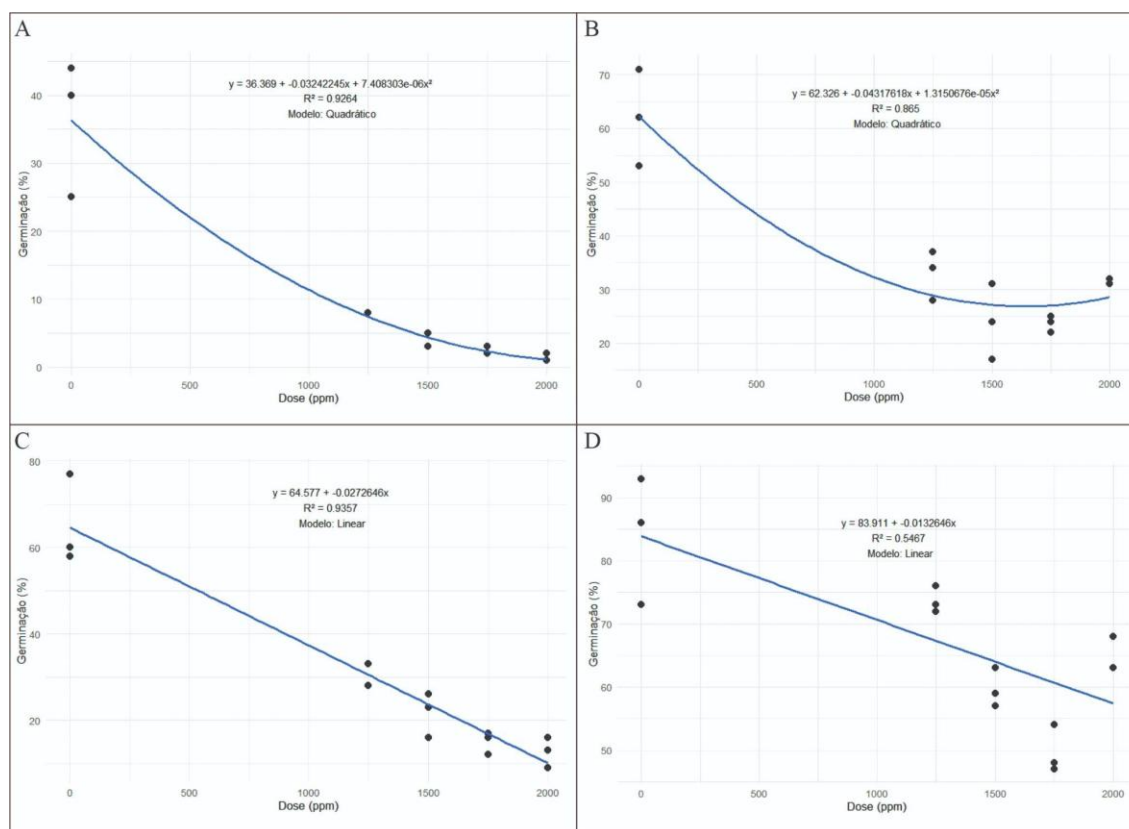 A
y = 36.369 + -0.03242245x + 7.408303e-06x²
R² = 0.9264
Modelo: Quadrático
Germinação (%)
40
30
20
10
0
0 500 1000 1500 2000
Dose (ppm)
B
y = 62.326 + -0.04317618x + 1.3150676e-05x²
R² = 0.865
Modelo: Quadrático
Germinação (%)
70
60
50
40
30
20
0 500 1000 1500 2000
Dose (ppm)
C
y = 64.577 + -0.0272646x
R² = 0.9357
Modelo: Linear
Germinação (%)
80
60
40
20
0 500 1000 1500 2000
Dose (ppm)
D
y = 83.911 + -0.0132646x
R² = 0.5467
Modelo: Linear
Germinação (%)
90
80
70
60
50
0 500 1000 1500 2000
Dose (ppm)